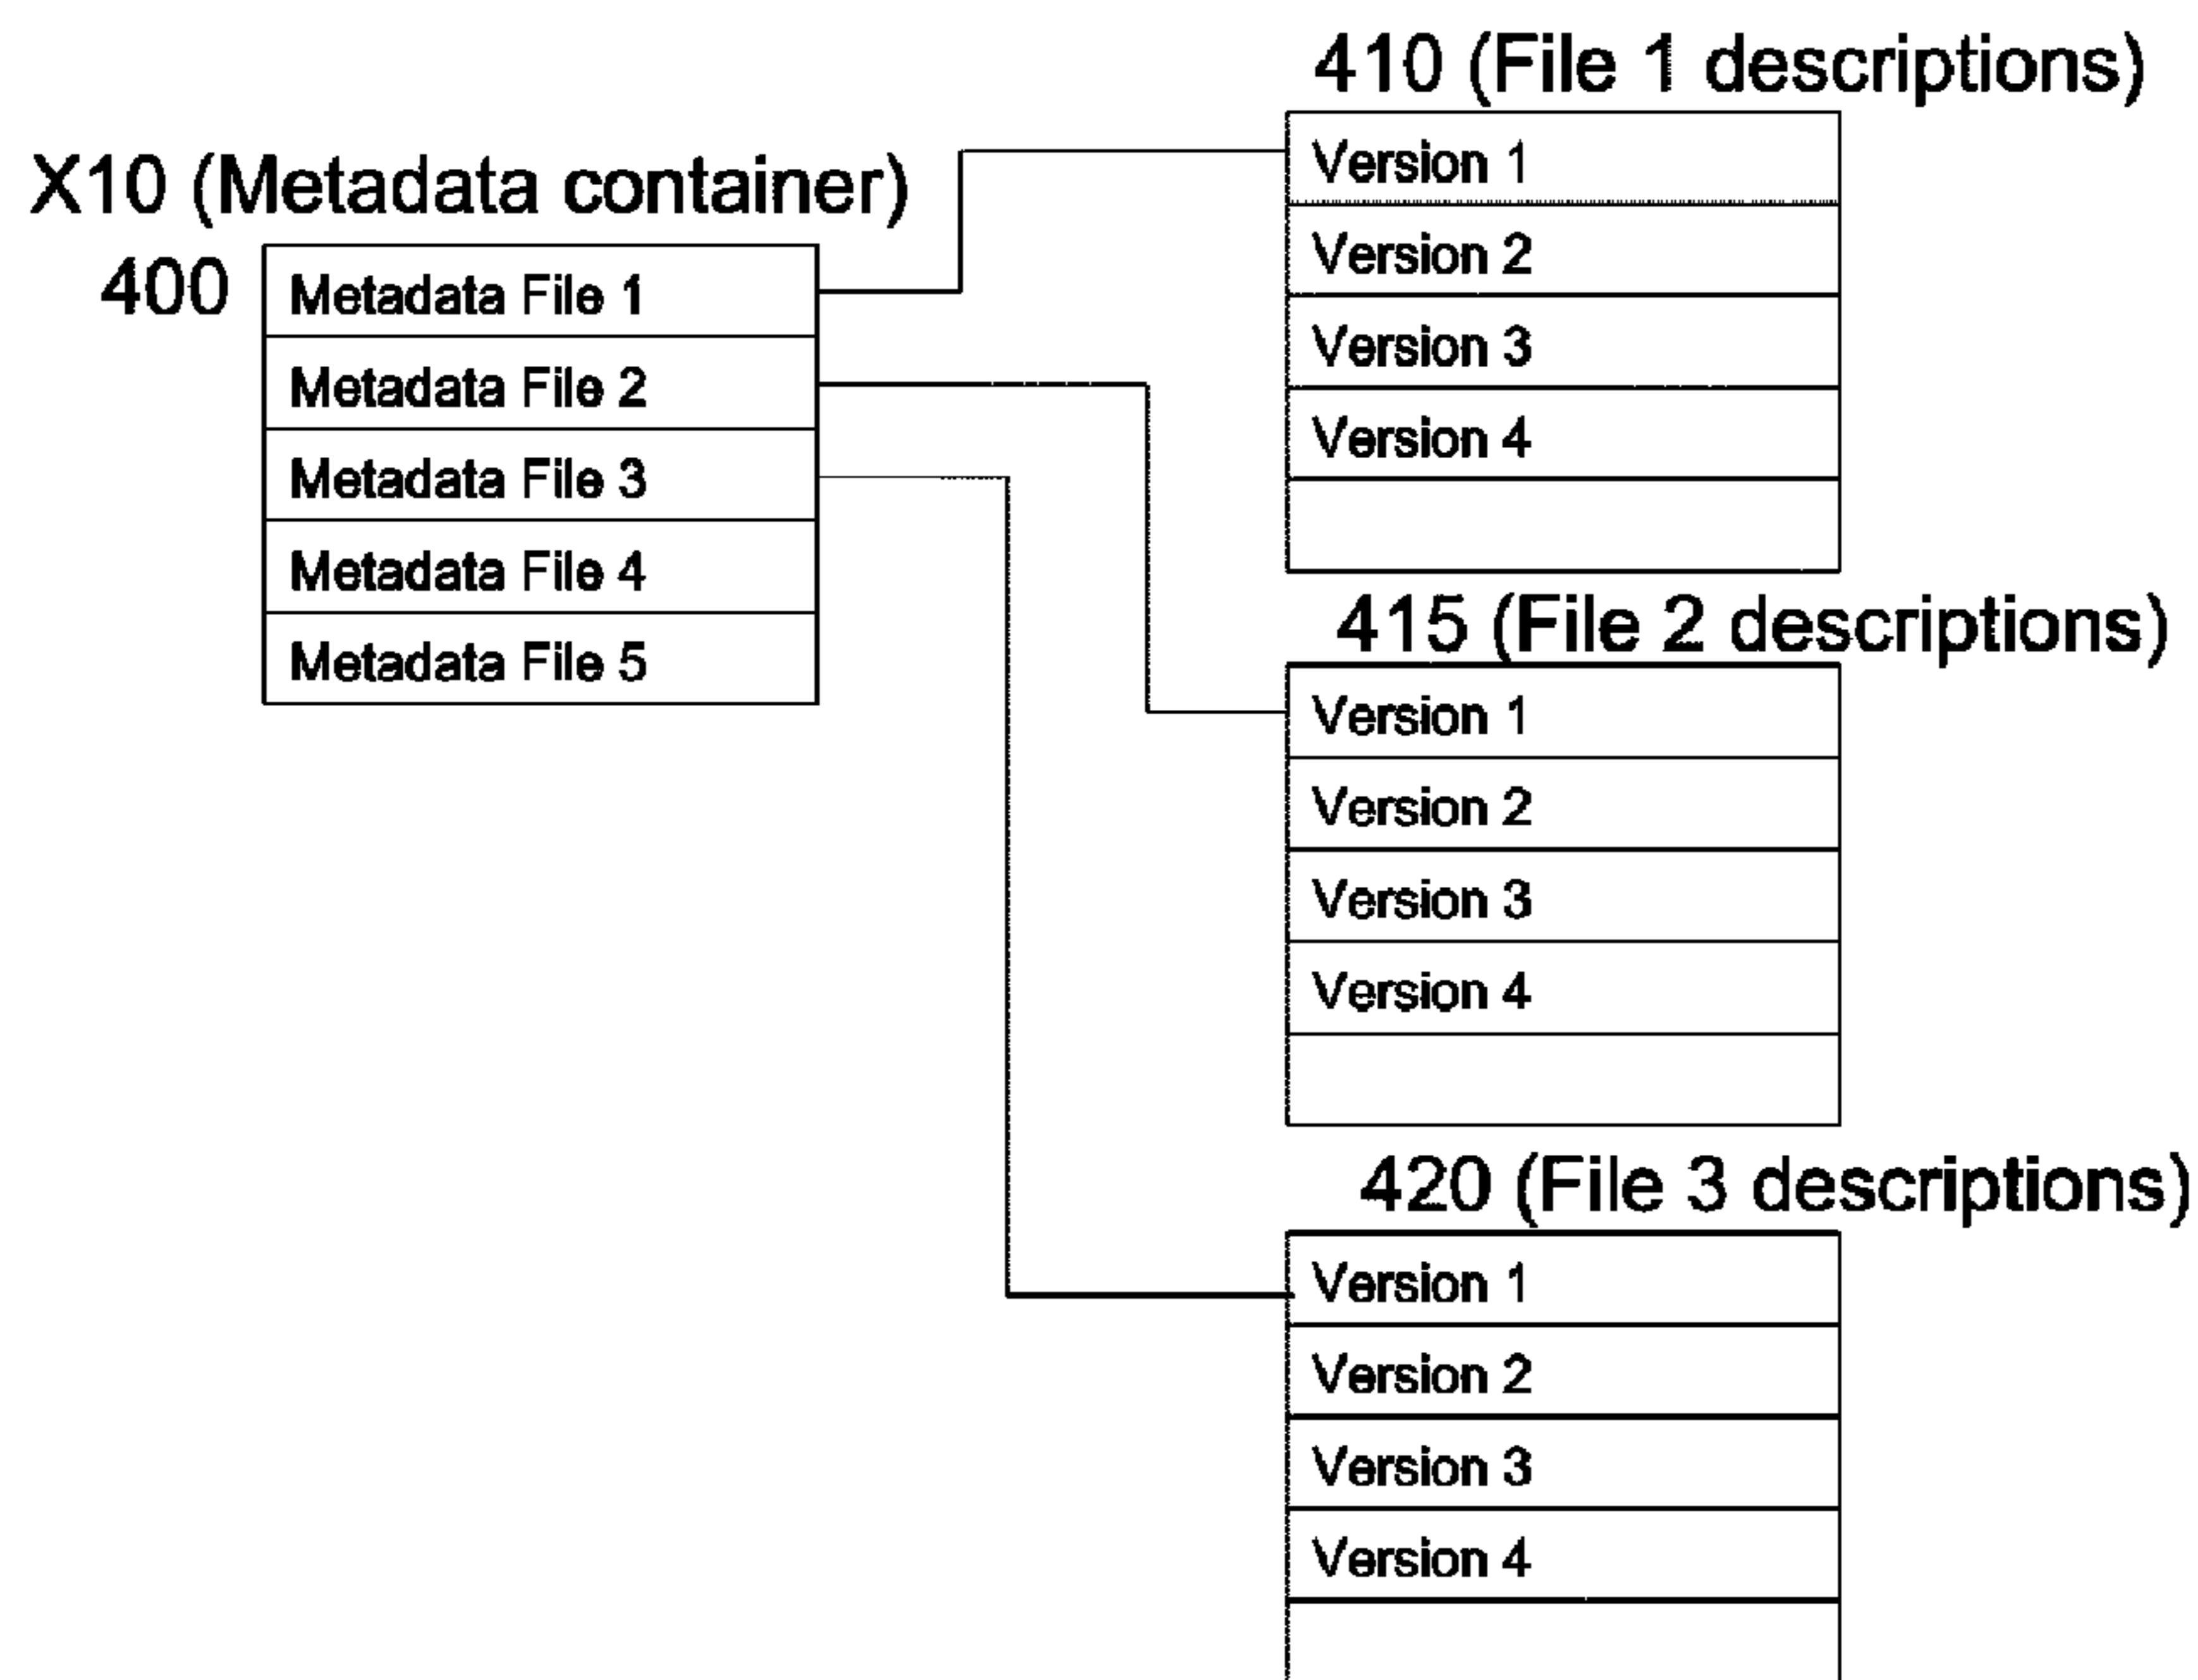 X10 (Metadata container)
400
Metadata File 1
Metadata File 2
Metadata File 3
Metadata File 4
Metadata File 5
410 (File 1 descriptions)
Version 1
Version 2
Version 3
Version 4
415 (File 2 descriptions)
Version 1
Version 2
Version 3
Version 4
420 (File 3 descriptions)
Version 1
Version 2
Version 3
Version 4